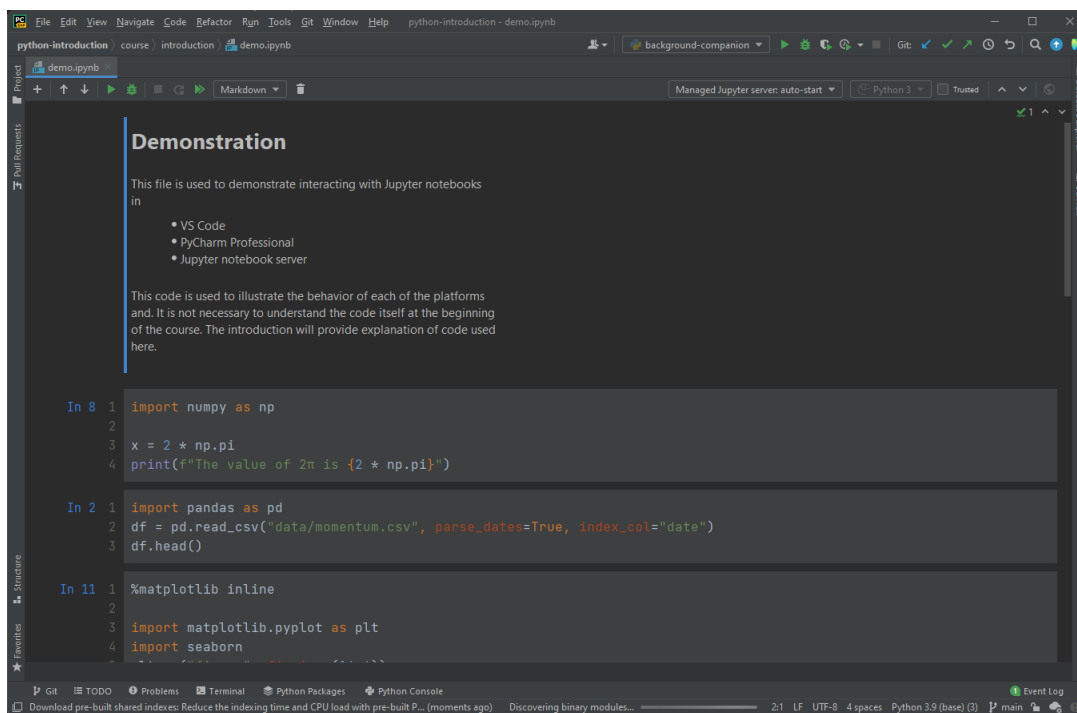 PC
File Edit View Navigate Code Refactor Run Tools Git Window Help python-introduction - demo.ipynb
python-introduction course introduction demo.ipynb background-companion Git:
demo.ipynb
Markdown Managed Jupyter server: auto-start Python 3 Trusted
1
Project
Pull Requests
Demonstration
This file is used to demonstrate interacting with Jupyter notebooks
in
• VS Code
• PyCharm Professional
• Jupyter notebook server
This code is used to illustrate the behavior of each of the platforms
and. It is not necessary to understand the code itself at the beginning
of the course. The introduction will provide explanation of code used
here.
In 8 1 import numpy as np
2
3 x = 2 * np.pi
4 print(f"The value of 2π is {2 * np.pi}")
In 2 1 import pandas as pd
2 df = pd.read_csv("data/momentum.csv", parse_dates=True, index_col="date")
3 df.head()
In 11 1 %matplotlib inline
2
3 import matplotlib.pyplot as plt
4 import seaborn
Structure
Favorites
Git TODO Problems Terminal Python Packages Python Console 1 Event Log
Download pre-built shared indexes: Reduce the indexing time and CPU load with pre-built P... (moments ago) Discovering binary modules... 2:1 LF UTF-8 4 spaces Python 3.9 (base) (3) main